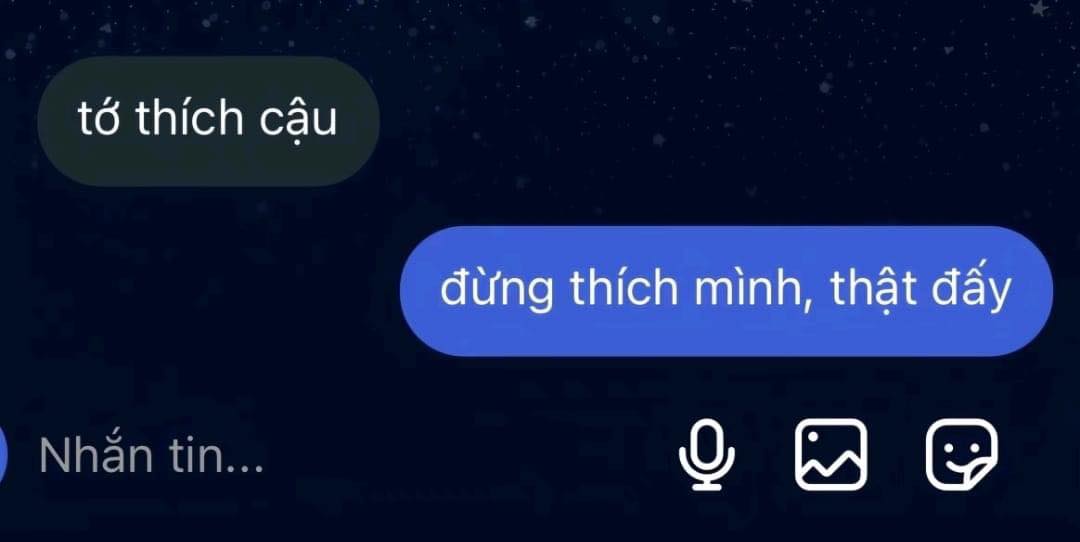 tớ thích cậu
đừng thích mình, thật đấy
Nhắn tin...